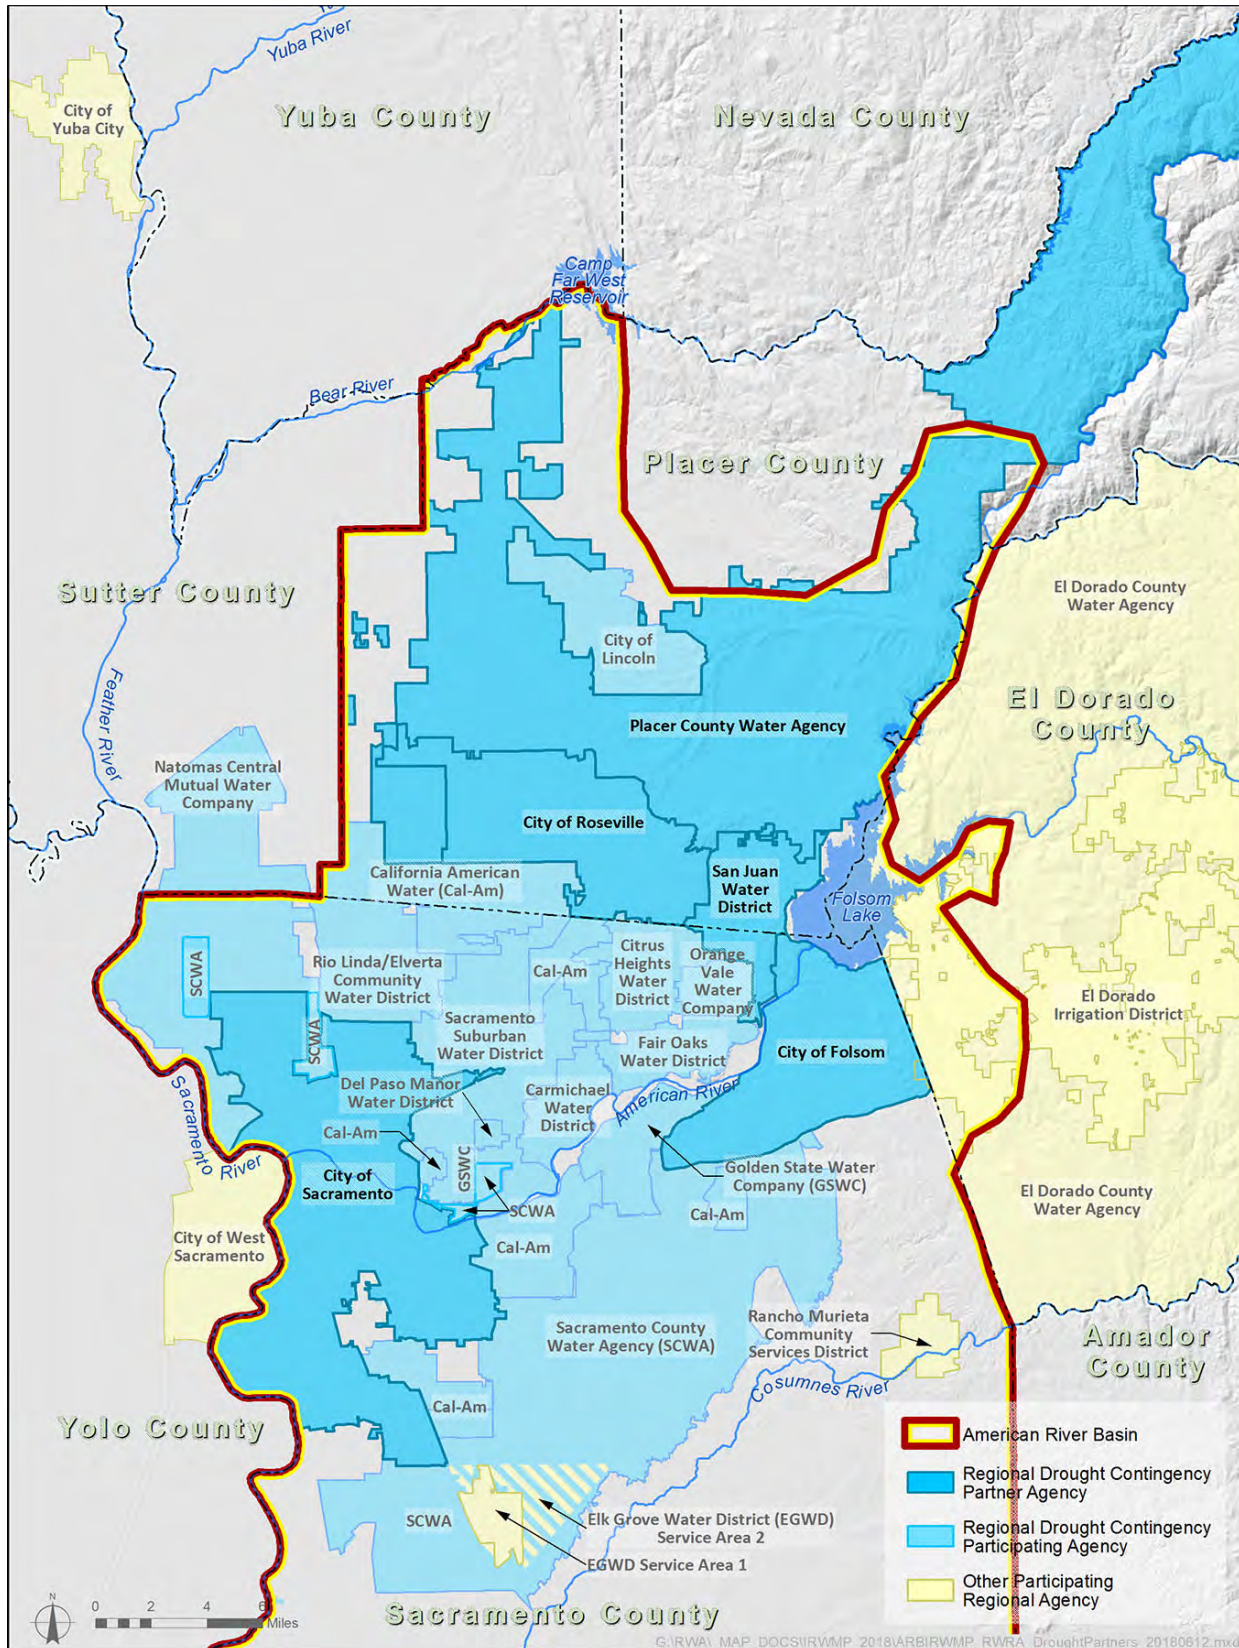 Yuba River
City of
Yuba City
Yuba County
Nevada County
Camp
Far West
Reservoir
Bear River
Placer County
Sutter County
El Dorado County
Water Agency
City of
Lincoln
Feather River
El Dorado
County
Placer County Water Agency
Natomas Central
Mutual Water
Company
City of Roseville
California American
Water (Cal-Am)
San Juan
Water
District
Folsom
Lake
SCWA
Rio Linda/Elverta
Community
Water District
Cal-Am
Citrus
Heights
Water
District
Orange
Vale
Water
Company
El Dorado
Irrigation District
SCWA
Sacramento
Suburban
Water District
Fair Oaks
Water District
City of Folsom
Del Paso Manor
Water District
Carmichael
Water
District
American River
Sacramento River
Cal-Am
GSWC
City of
Sacramento
Golden State Water
Company (GSWC)
SCWA
Cal-Am
Cal-Am
El Dorado County
Water Agency
City of West
Sacramento
Sacramento County
Water Agency (SCWA)
Rancho Murieta
Community
Services District
Amador
County
Cosumnes River
Cal-Am
Yolo County
American River Basin
Regional Drought Contingency
Partner Agency
Regional Drought Contingency
Participating Agency
Other Participating
Regional Agency
SCWA
Elk Grove Water District (EGWD)
Service Area 2
EGWD Service Area 1
N
0 2 4 6
Miles
Sacramento County